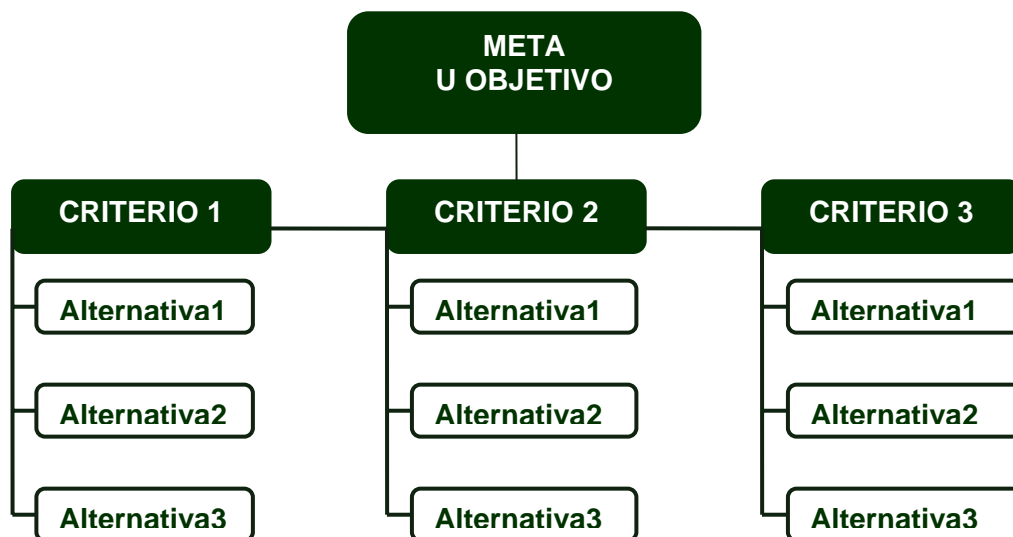 META
U OBJETIVO
CRITERIO 1
CRITERIO 2
CRITERIO 3
Alternativa1
Alternativa1
Alternativa1
Alternativa2
Alternativa2
Alternativa2
Alternativa3
Alternativa3
Alternativa3